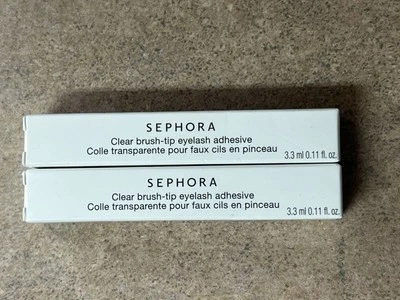 SEPHORA
Clear brush-tip eyelash adhesive
Colle transparente pour faux cils en pinceau
3.3 ml 0.11 fl. oz.
SEPHORA
Clear brush-tip eyelash adhesive
Colle transparente pour faux cils en pinceau
3.3 ml 0.11 fl. oz.